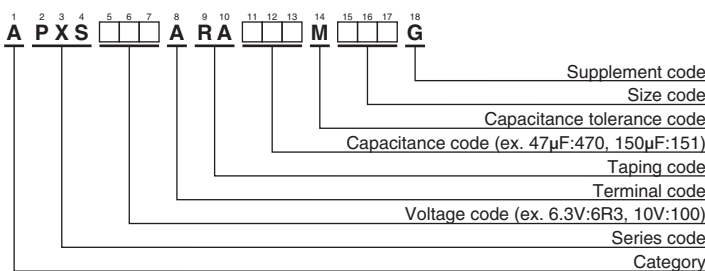 1 2 3 4 5 6 7 8 9 10 11 12 13 14 15 16 17 18
A P X S A R A M G
Supplement code
Size code
Capacitance tolerance code
Capacitance code (ex. 47µF:470, 150µF:151)
Taping code
Terminal code
Voltage code (ex. 6.3V:6R3, 10V:100)
Series code
Category